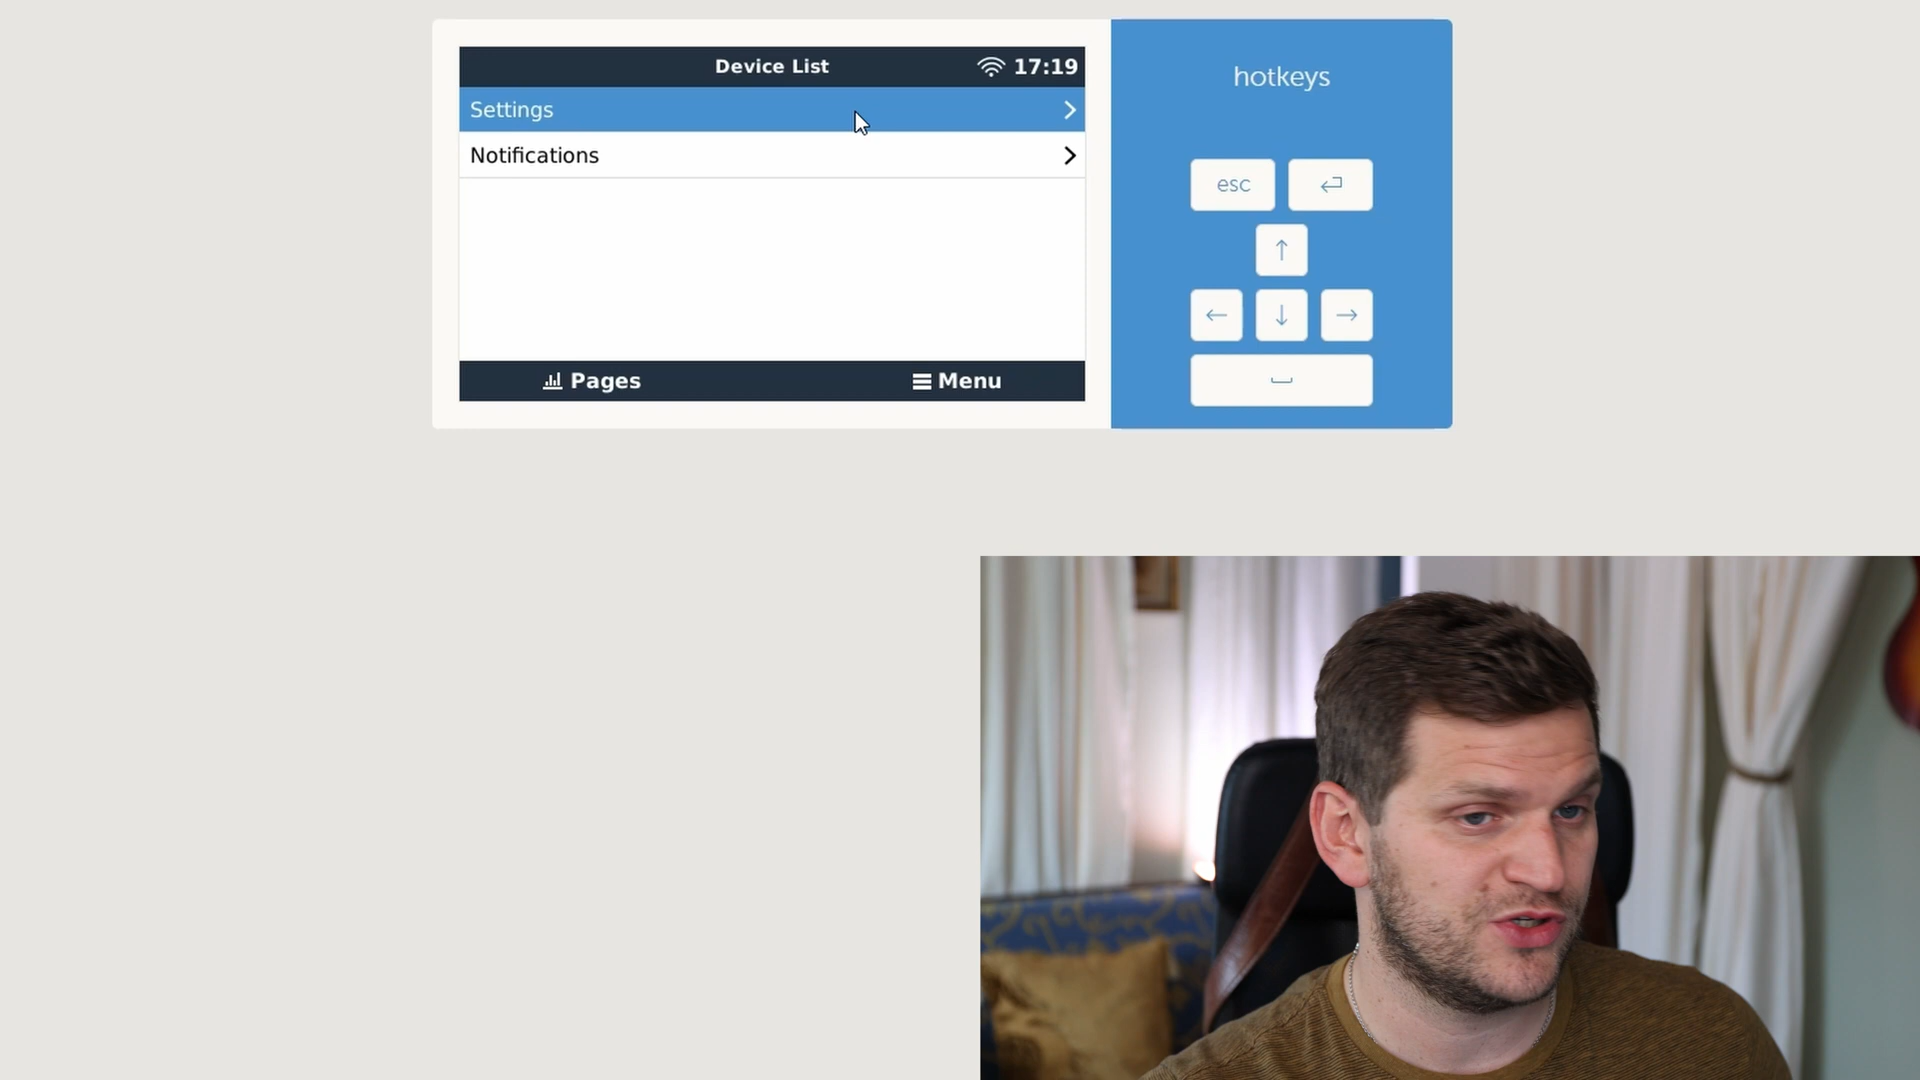 Device List
17:19
Settings
Notifications
Pages
Menu
hotkeys
esc